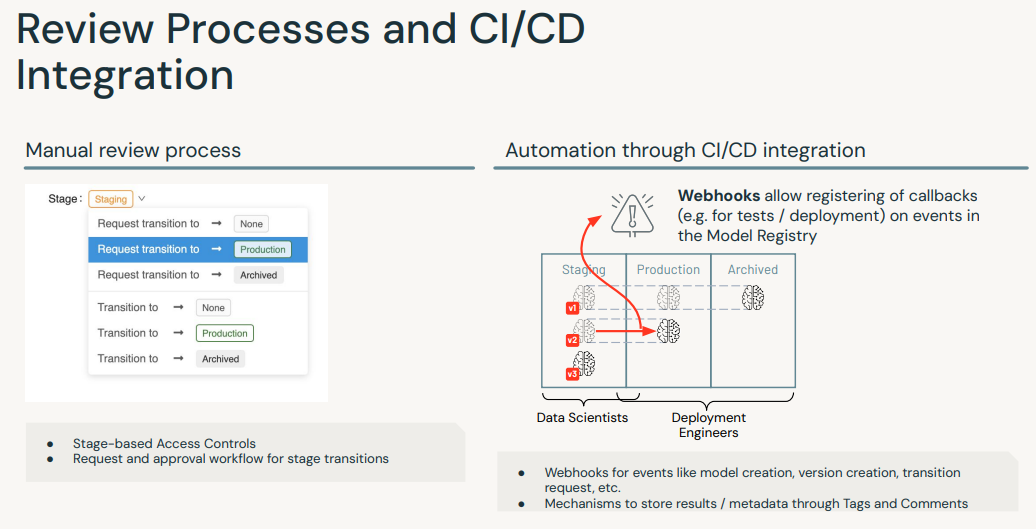 Review Processes and CI/CD
Integration
Manual review process
Stage: Staging
Request transition to → None
Request transition to → Production
Request transition to → Archived
Transition to → None
Transition to → Production
Transition to → Archived
● Stage-based Access Controls
● Request and approval workflow for stage transitions
Automation through CI/CD integration
Webhooks allow registering of callbacks
(e.g. for tests / deployment) on events in
the Model Registry
Staging Production Archived
v1
v2
v3
Data Scientists
Deployment
Engineers
● Webhooks for events like model creation, version creation, transition
request, etc.
● Mechanisms to store results / metadata through Tags and Comments